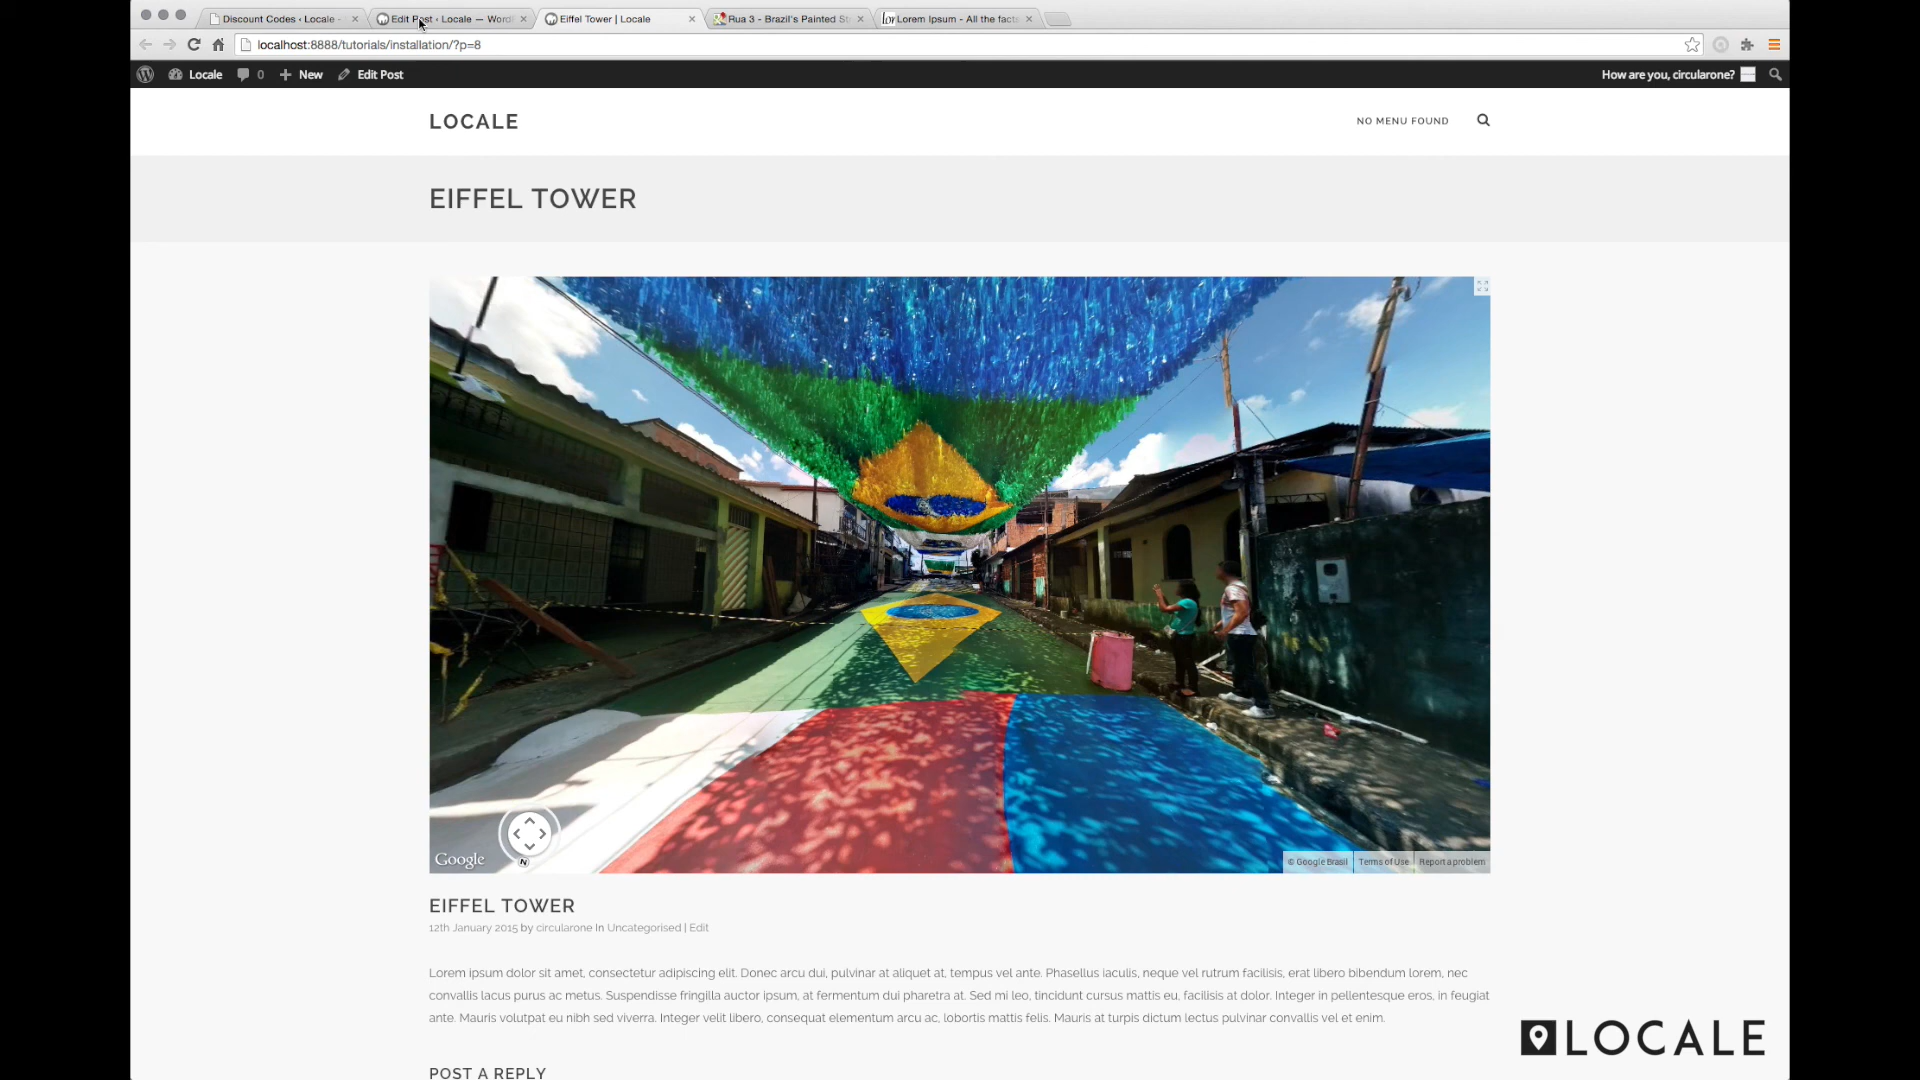 Discount Codes ‹ Locale -
Edit Post ‹ Locale — Word
Eiffel Tower | Locale
Rua 3 - Brazil's Painted St
Lorem Ipsum - All the facts
localhost:8888/tutorials/installation/?p=8
Locale 0 New Edit Post
How are you, circularone?
LOCALE
NO MENU FOUND
EIFFEL TOWER
Google
N
© Google Brasil
Terms of Use
Report a problem
EIFFEL TOWER
12th January 2015 by circularone In Uncategorised | Edit
Lorem ipsum dolor sit amet, consectetur adipiscing elit. Donec arcu dui, pulvinar at aliquet at, tempus vel ante. Phasellus iaculis, neque vel rutrum facilisis, erat libero bibendum lorem, nec
convallis lacus purus ac metus. Suspendisse fringilla auctor ipsum, at fermentum dui pharetra at. Sed mi leo, tincidunt cursus mattis eu, facilisis at dolor. Integer in pellentesque eros, in feugiat
ante. Mauris volutpat eu nibh sed viverra. Integer velit libero, consequat elementum arcu ac, lobortis mattis felis. Mauris at turpis dictum lectus pulvinar convallis vel et enim.
LOCALE
POST A REPLY